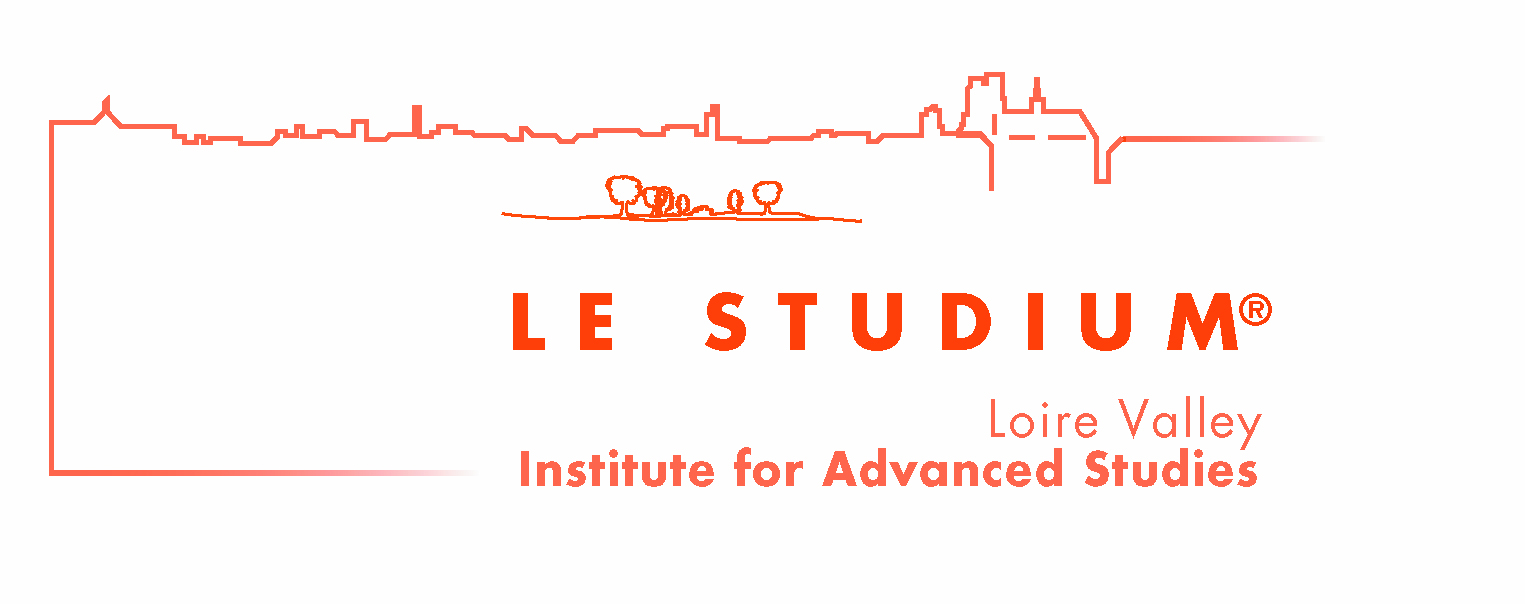 LE STUDIUM®
Loire Valley
Institute for Advanced Studies